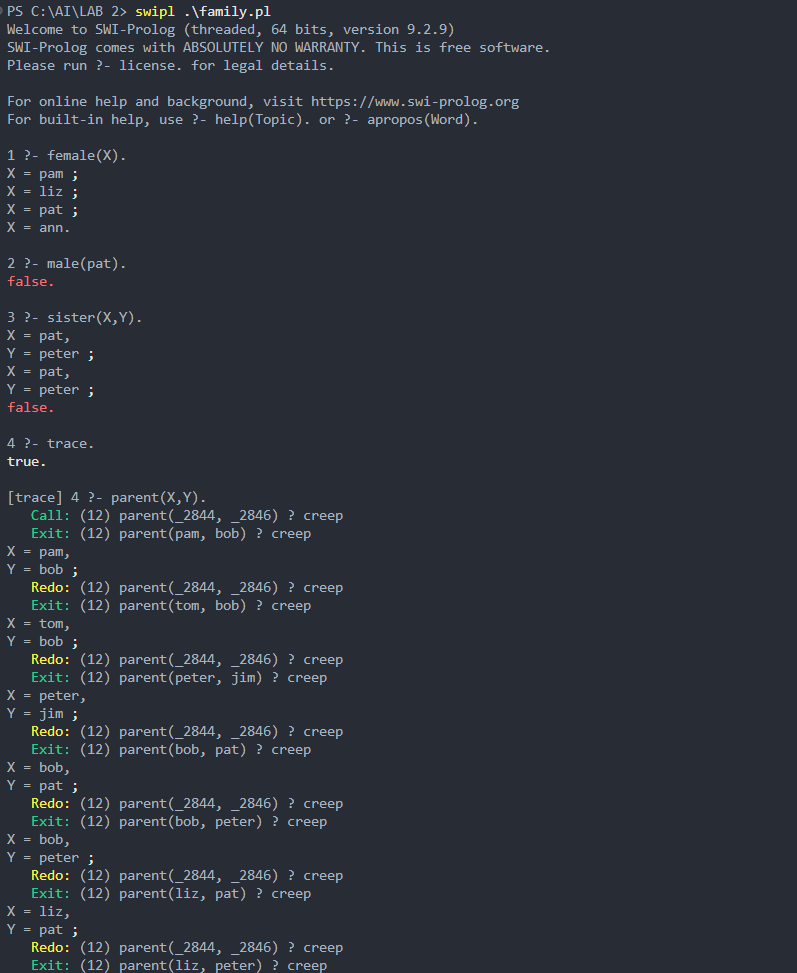 PS C:\AI\LAB 2> swipl .\family.pl
Welcome to SWI-Prolog (threaded, 64 bits, version 9.2.9)
SWI-Prolog comes with ABSOLUTELY NO WARRANTY. This is free software.
Please run ?- license. for legal details.

For online help and background, visit https://www.swi-prolog.org
For built-in help, use ?- help(Topic). or ?- apropos(Word).

1 ?- female(X).
X = pam ;
X = liz ;
X = pat ;
X = ann.

2 ?- male(pat).
false.

3 ?- sister(X,Y).
X = pat,
Y = peter ;
X = pat,
Y = peter ;
false.

4 ?- trace.
true.

[trace] 4 ?- parent(X,Y).
   Call: (12) parent(_2844, _2846) ? creep
   Exit: (12) parent(pam, bob) ? creep
X = pam,
Y = bob ;
   Redo: (12) parent(_2844, _2846) ? creep
   Exit: (12) parent(tom, bob) ? creep
X = tom,
Y = bob ;
   Redo: (12) parent(_2844, _2846) ? creep
   Exit: (12) parent(peter, jim) ? creep
X = peter,
Y = jim ;
   Redo: (12) parent(_2844, _2846) ? creep
   Exit: (12) parent(bob, pat) ? creep
X = bob,
Y = pat ;
   Redo: (12) parent(_2844, _2846) ? creep
   Exit: (12) parent(bob, peter) ? creep
X = bob,
Y = peter ;
   Redo: (12) parent(_2844, _2846) ? creep
   Exit: (12) parent(liz, pat) ? creep
X = liz,
Y = pat ;
   Redo: (12) parent(_2844, _2846) ? creep
   Exit: (12) parent(liz, peter) ? creep